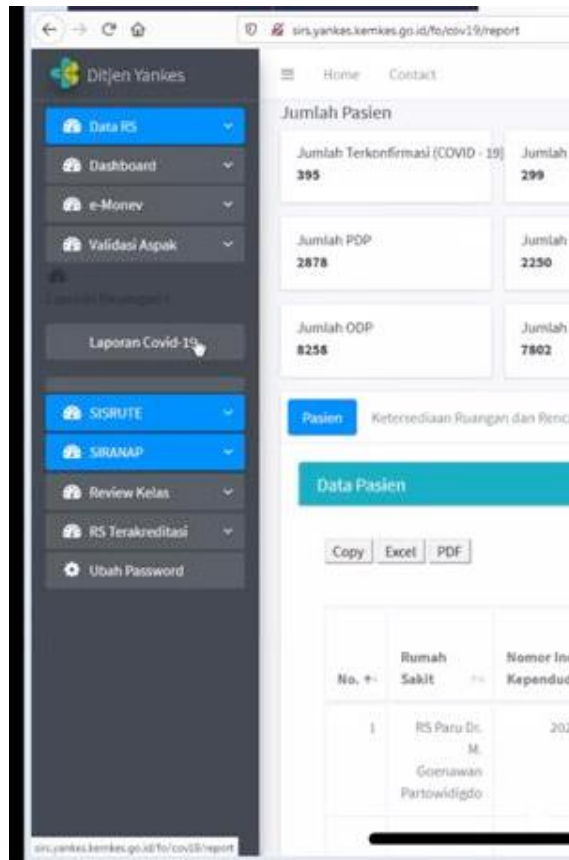 sirs.yankes.kemkes.go.id/fo/cov19/report
Ditjen Yankes
Data RS
Dashboard
e-Monev
Validasi Aspak
Laporan Covid-19
SISRUTE
SIRANAP
Review Kelas
RS Terakreditasi
Ubah Password
Home Contact
Jumlah Pasien
Jumlah Terkonfirmasi (COVID - 19)
395
Jumlah
299
Jumlah PDP
2878
Jumlah
2250
Jumlah ODP
8258
Jumlah
7802
Pasien Ketersediaan Ruangan dan Renc
Data Pasien
Copy Excel PDF
No.
Rumah
Sakit
Nomor In
Kependud
1
RS Paru Dr.
M.
Goenawan
Partowidigdo
202
sirs.yankes.kemkes.go.id/fo/cov19/report